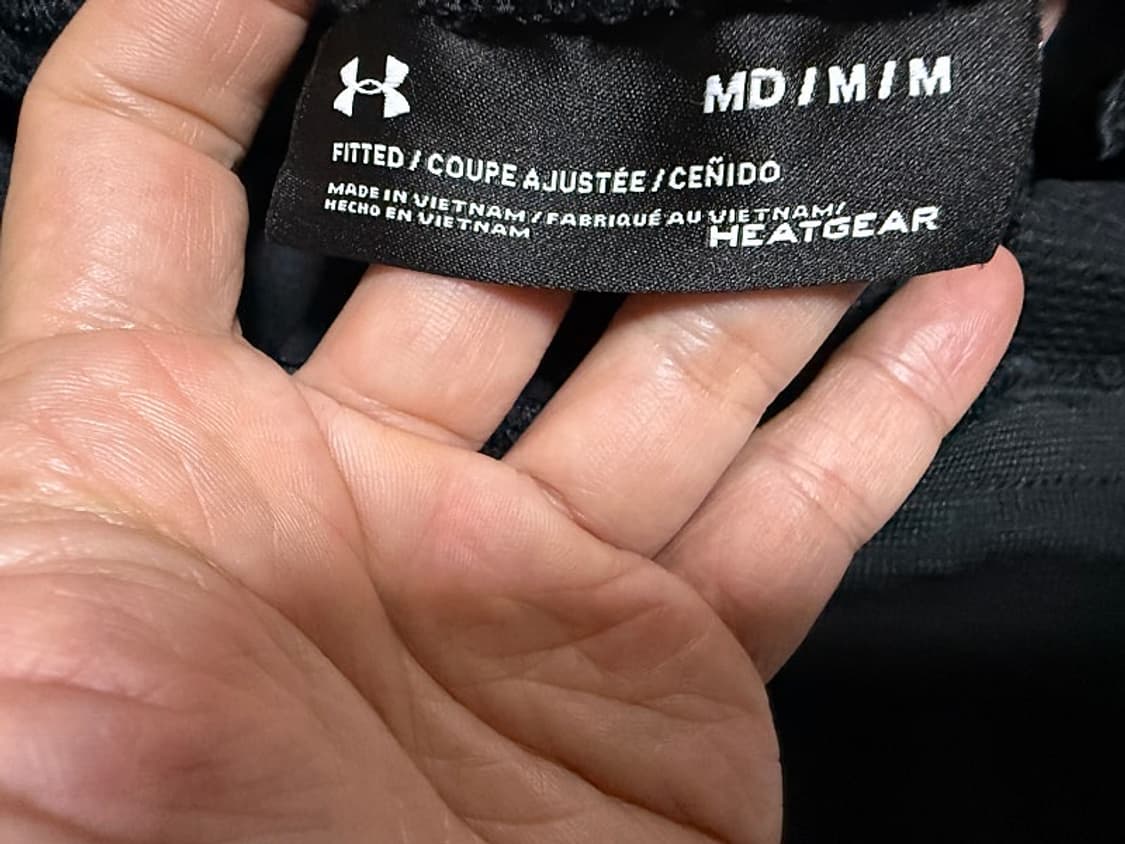 MD / M / M
FITTED / COUPE AJUSTÉE / CEÑIDO
MADE IN VIETNAM / FABRIQUÉ AU VIETNAM/
HECHO EN VIETNAM
HEATGEAR